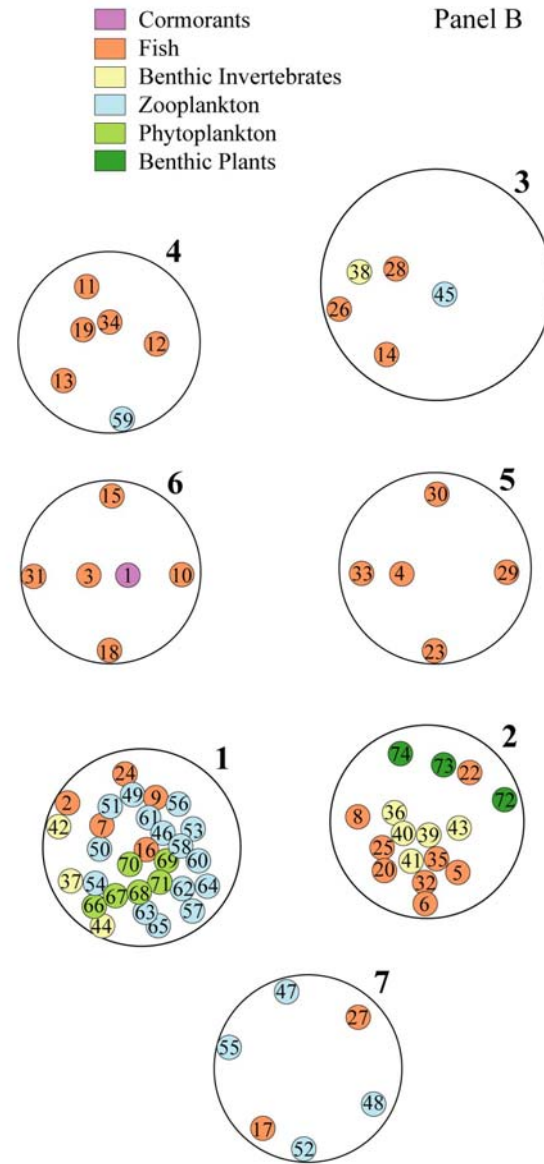 Panel B
Cormorants
Fish
Benthic Invertebrates
Zooplankton
Phytoplankton
Benthic Plants
4
11
19 34
12
13
59
3
38 28
45
26
14
6
15
31 3 1 10
18
5
30
33 4 29
23
1
24
2 51 49 9 56
42 7 61 46 53
50 16 58
70 69 60
37 54 71 62 64
66 67 68
63 57
44 65
2
74 73 22
72
8 36
40 39 43
25 41 35
20 32 5
6
7
47
27
55
48
17
52